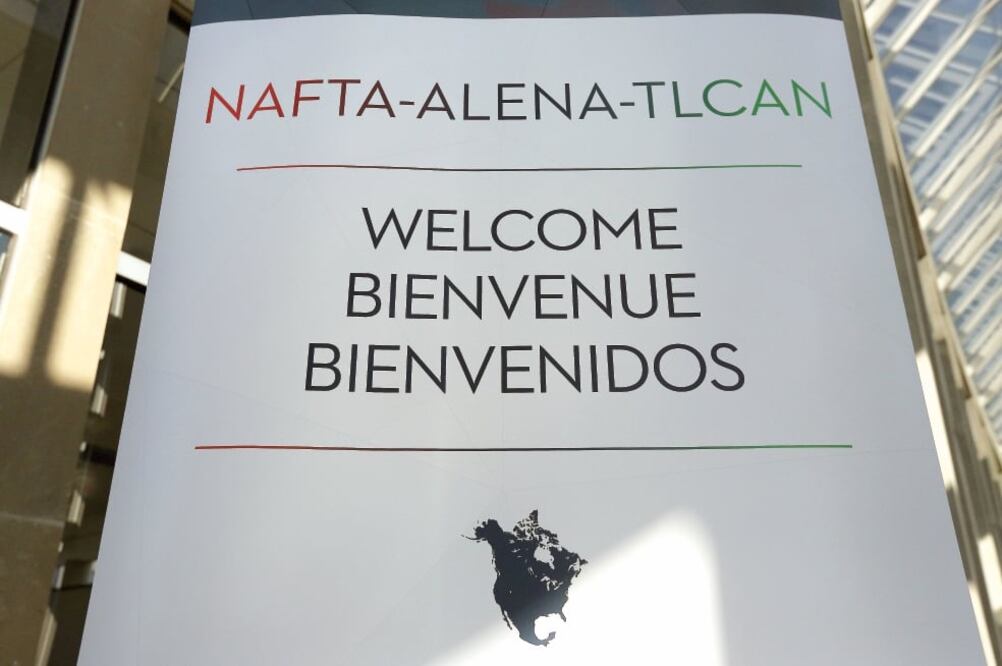 NAFTA-ALENA-TLCAN
WELCOME
BIENVENUE
BIENVENIDOS